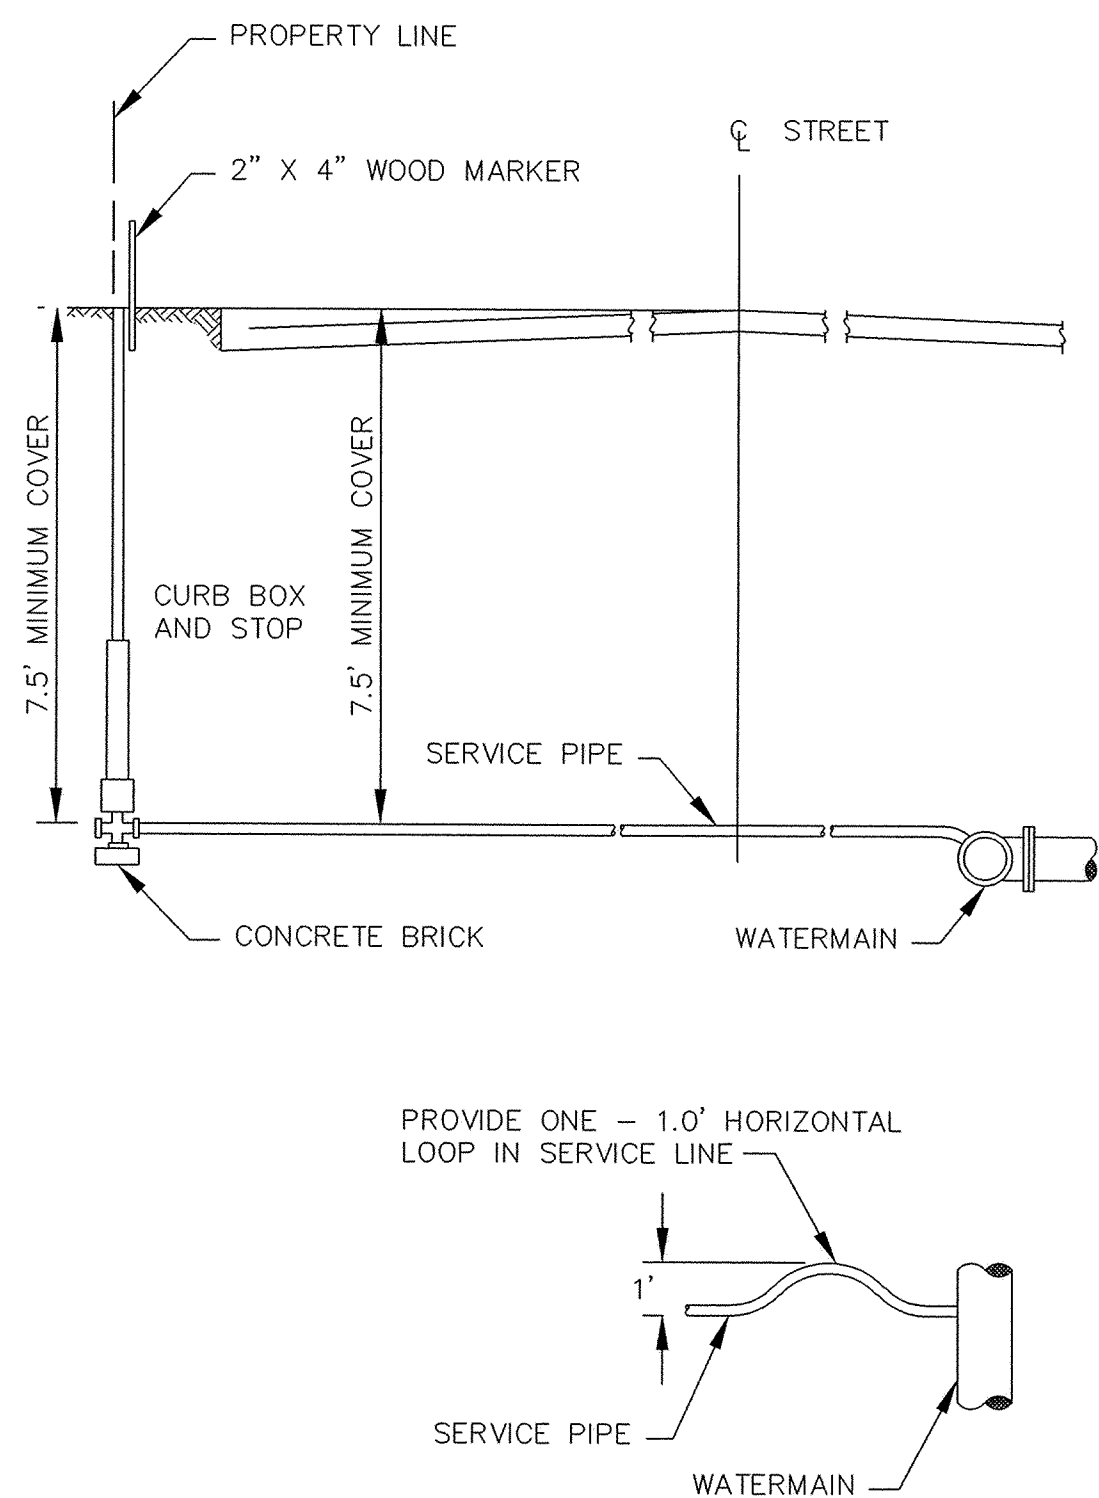 PROPERTY LINE
℄ STREET
2” X 4” WOOD MARKER
7.5’ MINIMUM COVER
7.5’ MINIMUM COVER
CURB BOX
AND STOP
SERVICE PIPE
CONCRETE BRICK
WATERMAIN
PROVIDE ONE – 1.0’ HORIZONTAL
LOOP IN SERVICE LINE
1’
SERVICE PIPE
WATERMAIN